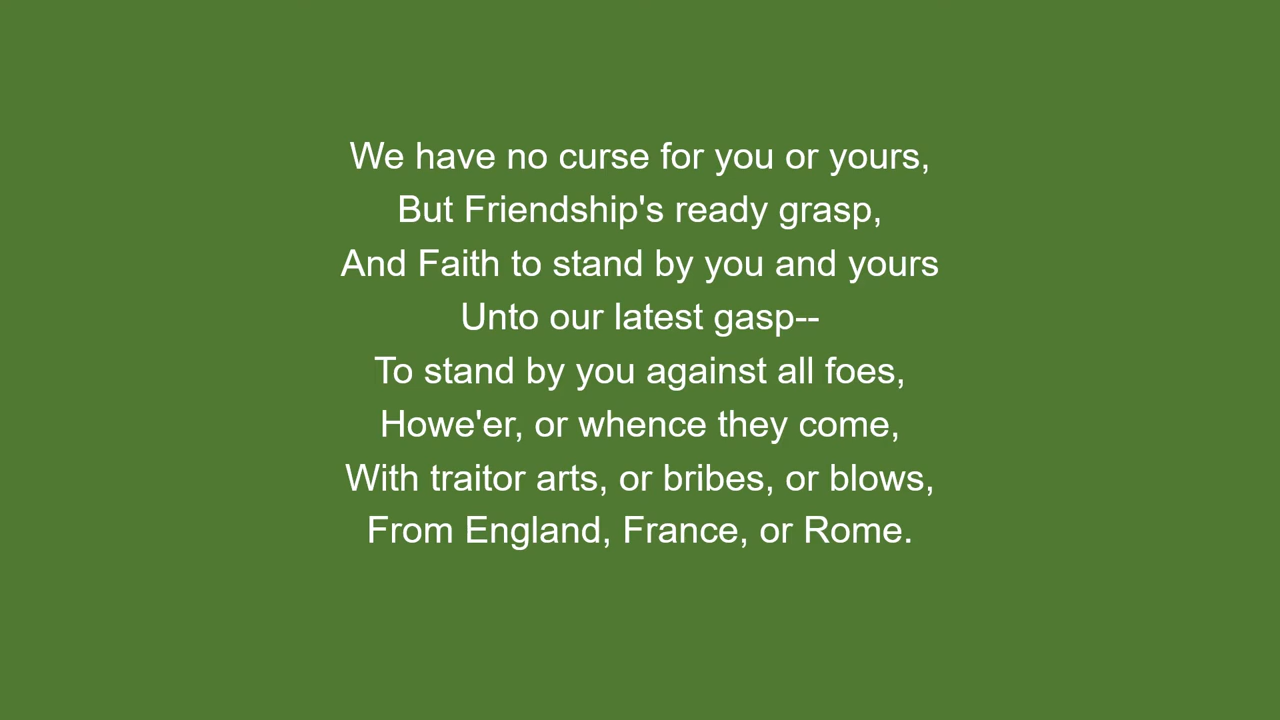 We have no curse for you or yours,
But Friendship's ready grasp,
And Faith to stand by you and yours
Unto our latest gasp--
To stand by you against all foes,
Howe'er, or whence they come,
With traitor arts, or bribes, or blows,
From England, France, or Rome.